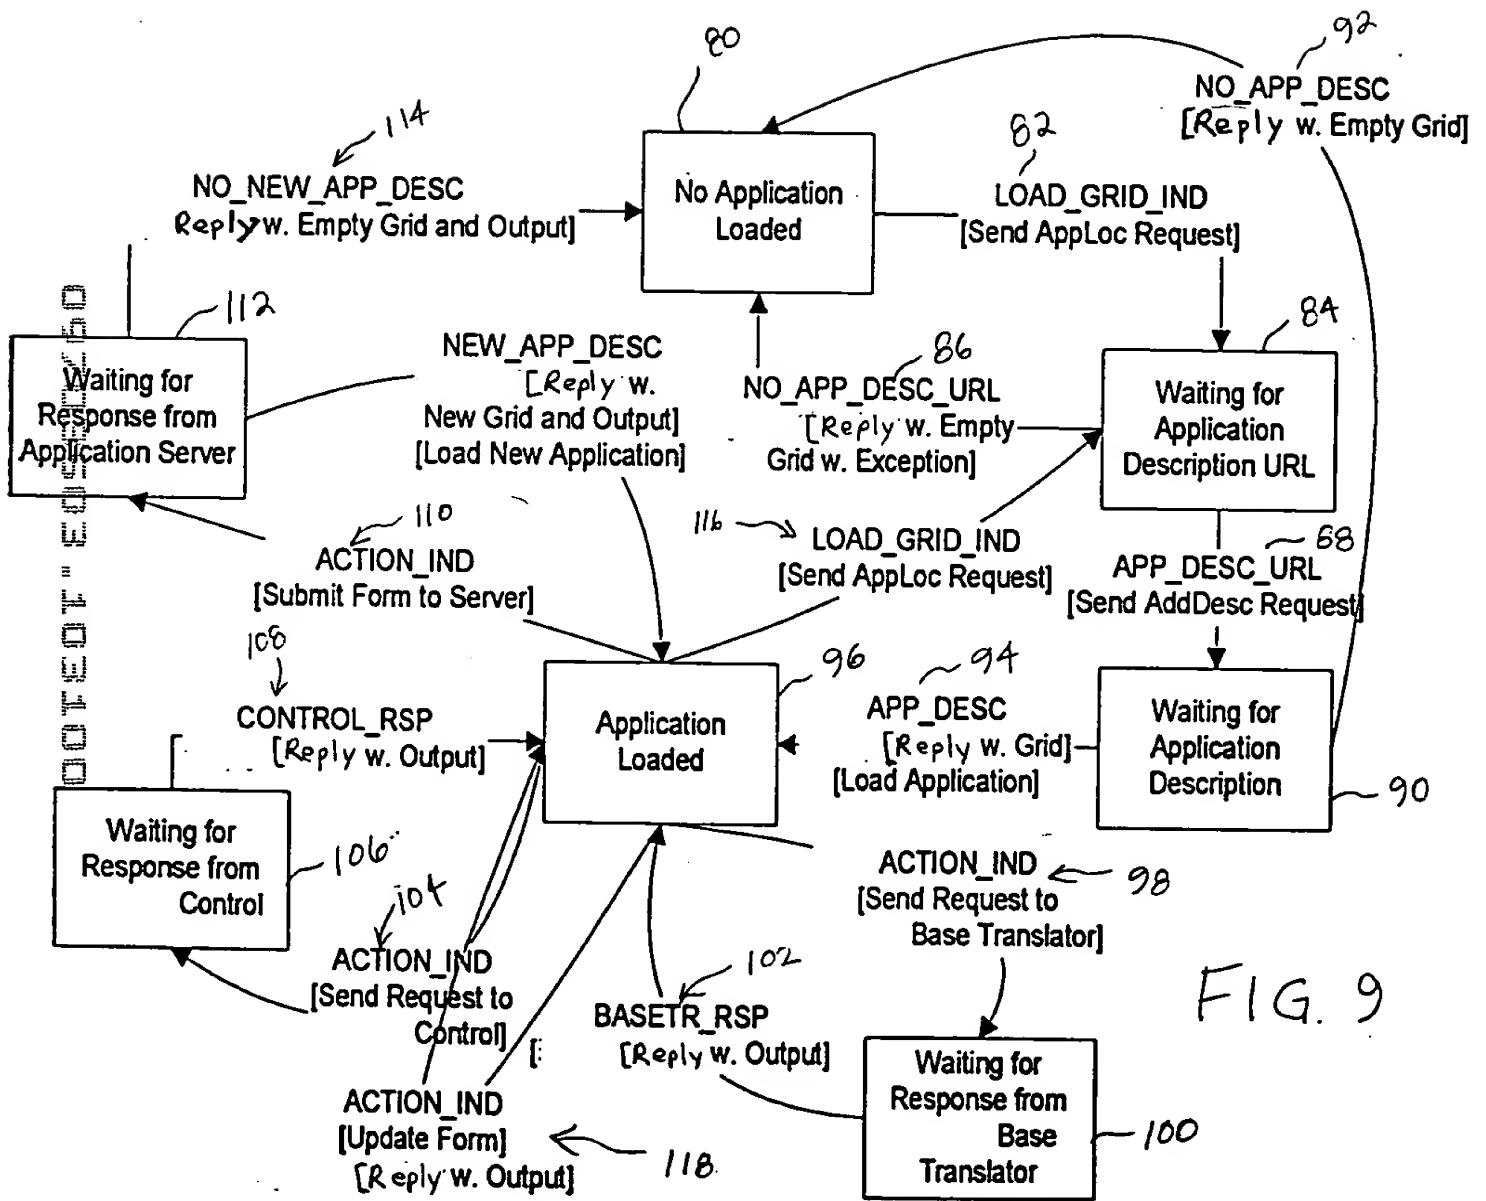 80
92
NO_APP_DESC
[Reply w. Empty Grid]
114
NO_NEW_APP_DESC
Reply w. Empty Grid and Output]
No Application
Loaded
82
LOAD_GRID_IND
[Send AppLoc Request]
112
Waiting for
Response from
Application Server
NEW_APP_DESC
[Reply w.
New Grid and Output]
[Load New Application]
86
NO_APP_DESC_URL
[Reply w. Empty
Grid w. Exception]
84
Waiting for
Application
Description URL
110
ACTION_IND
[Submit Form to Server]
116
LOAD_GRID_IND
[Send AppLoc Request]
68
APP_DESC_URL
[Send AddDesc Request]
108
CONTROL_RSP
[Reply w. Output]
96
Application
Loaded
94
APP_DESC
[Reply w. Grid]
[Load Application]
Waiting for
Application
Description
90
Waiting for
Response from
Control
106
104
ACTION_IND
[Send Request to
Control]
[
ACTION_IND
[Send Request to
Base Translator]
98
102
BASETR_RSP
[Reply w. Output]
FIG. 9
ACTION_IND
[Update Form]
[Reply w. Output]
118
Waiting for
Response from
Base
Translator
100